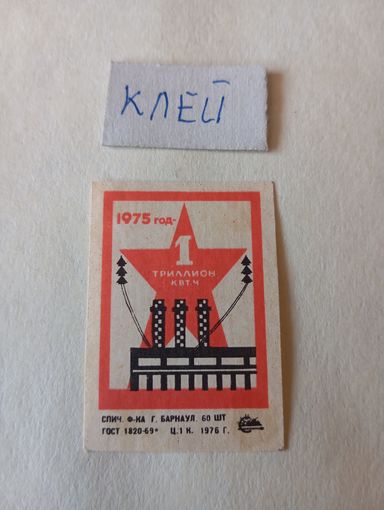 КЛЕЙ
1975 год-
1
ТРИЛЛИОН
КВТ.Ч
СПИЧ. Ф-КА Г. БАРНАУЛ. 60 ШТ
ГОСТ 1820-69* Ц.1 К. 1976 Г.